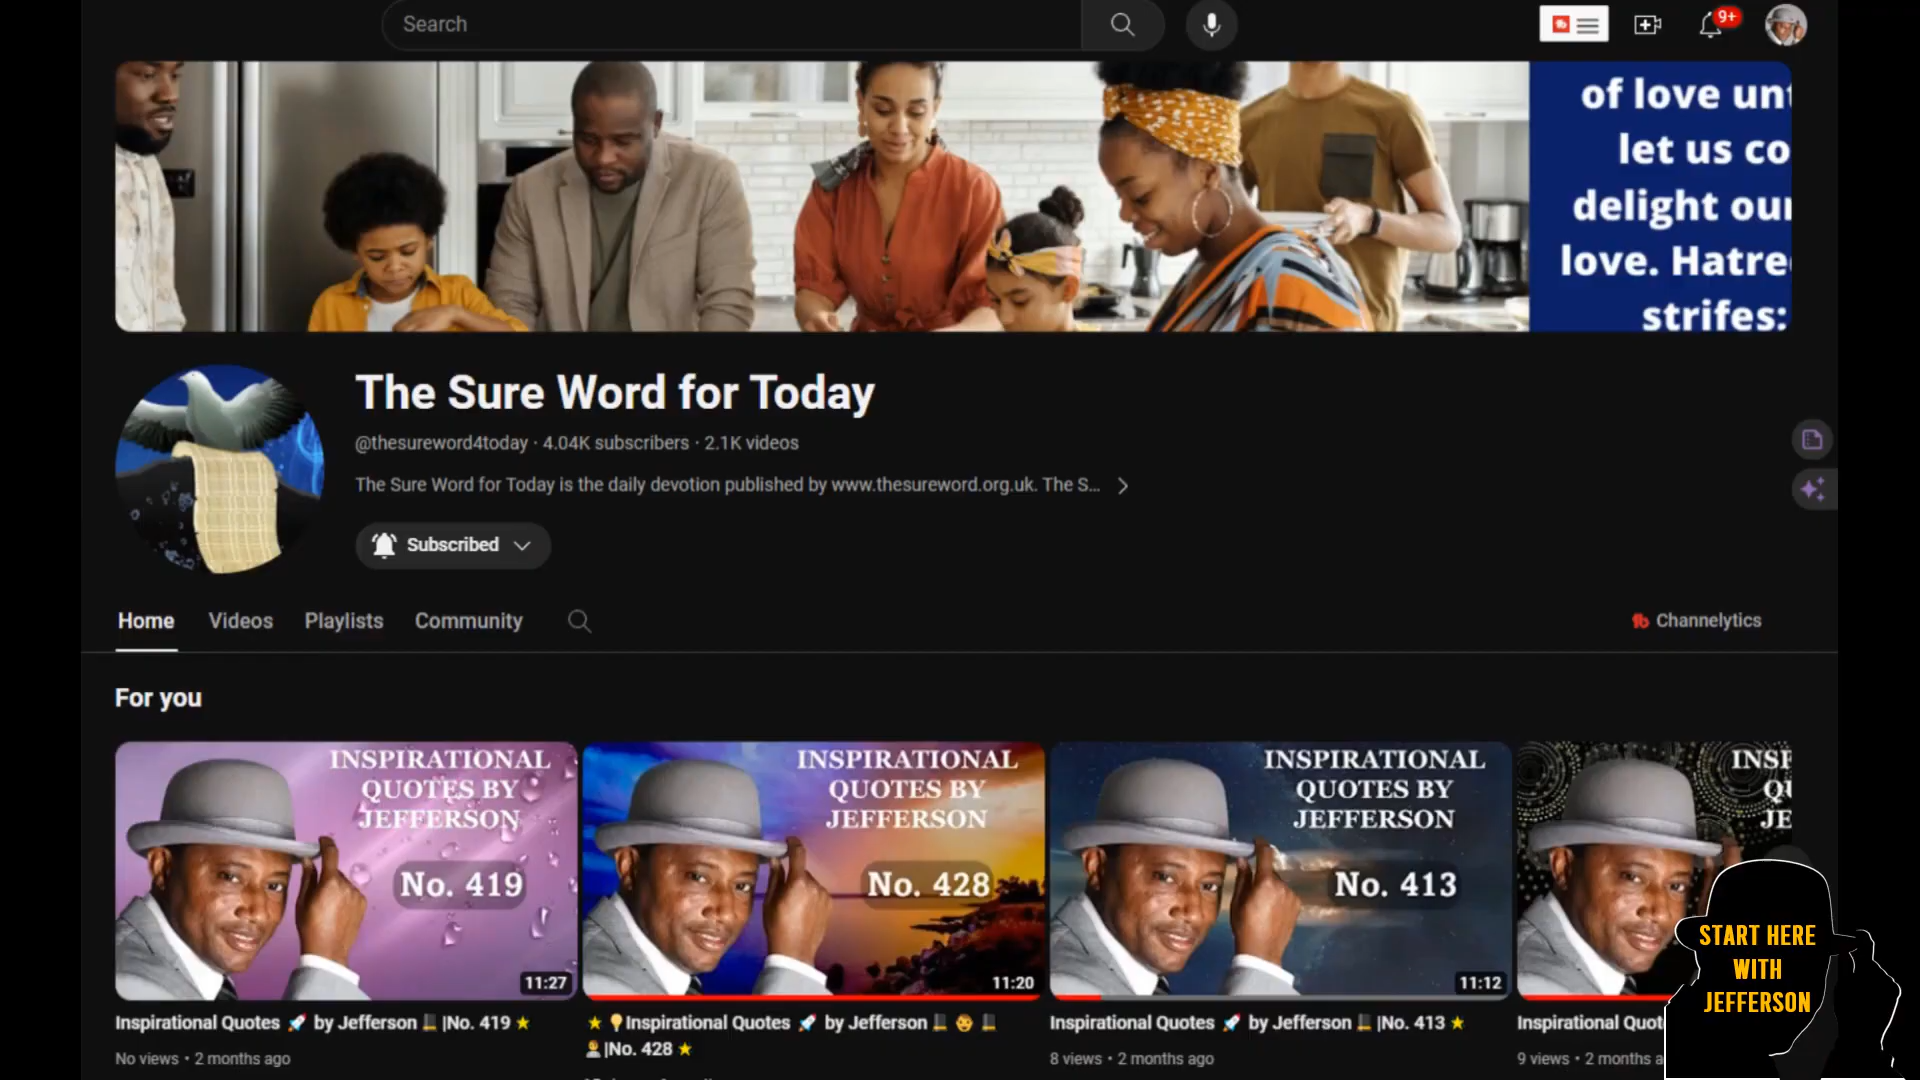 Search
9+
of love unt
let us co
delight our
love. Hatre
strifes:
The Sure Word for Today
@thesureword4today · 4.04K subscribers · 2.1K videos
The Sure Word for Today is the daily devotion published by www.thesureword.org.uk. The S...
Subscribed
Home Videos Playlists Community
Channelytics
For you
INSPIRATIONAL
QUOTES BY
JEFFERSON
No. 419
11:27
INSPIRATIONAL
QUOTES BY
JEFFERSON
No. 428
11:20
INSPIRATIONAL
QUOTES BY
JEFFERSON
No. 413
11:12
INSP
QU
JE
Inspirational Quotes 🚀 by Jefferson 🎩 |No. 419 ⭐
No views • 2 months ago
⭐ 💡Inspirational Quotes 🚀 by Jefferson 🎩 👨 🎩
|No. 428 ⭐
Inspirational Quotes 🚀 by Jefferson 🎩 |No. 413 ⭐
8 views • 2 months ago
Inspirational Quot
9 views • 2 months a
START HERE
WITH
JEFFERSON